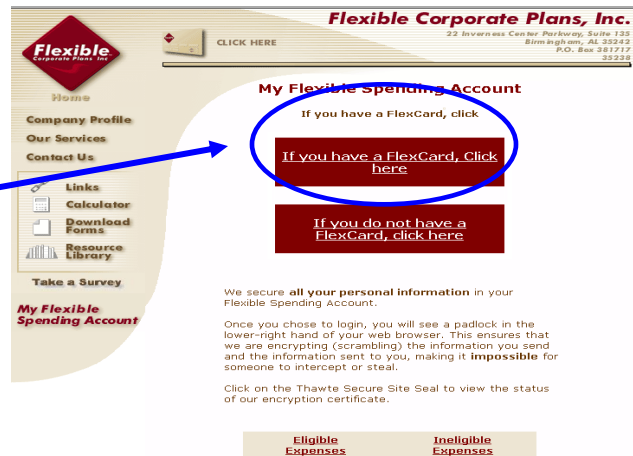 Flexible Corporate Plans, Inc.
22 Inverness Center Parkway, Suite 135
Birmingham, AL 35242
P.O. Box 381717
35238
CLICK HERE
Flexible
Corporate Plans Inc
Home
Company Profile
Our Services
Contact Us
Links
Calculator
Download
Forms
Resource
Library
Take a Survey
My Flexible
Spending Account
My Flexible Spending Account
If you have a FlexCard, click
If you have a FlexCard, Click
here
If you do not have a
FlexCard, click here
We secure all your personal information in your
Flexible Spending Account.
Once you chose to login, you will see a padlock in the
lower-right hand of your web browser. This ensures that
we are encrypting (scrambling) the information you send
and the information sent to you, making it impossible for
someone to intercept or steal.
Click on the Thawte Secure Site Seal to view the status
of our encryption certificate.
Eligible
Expenses
Ineligible
Expenses